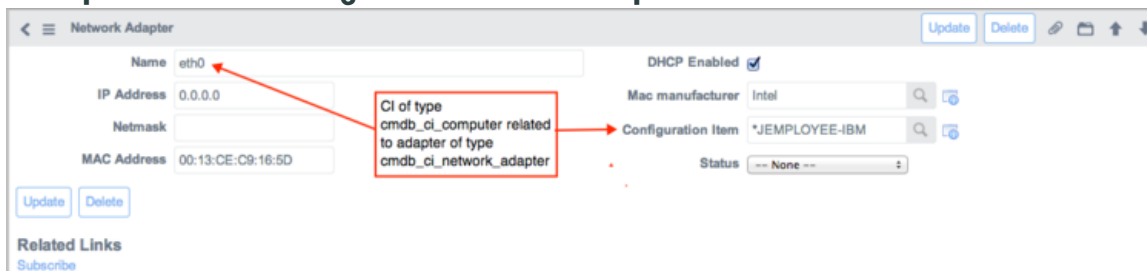 Network Adapter Update Delete
Name eth0 DHCP Enabled
IP Address 0.0.0.0 Mac manufacturer Intel
Netmask Configuration Item *JEMPLOYEE-IBM
MAC Address 00:13:CE:C9:16:5D Status -- None --
CI of type
cmdb_ci_computer related
to adapter of type
cmdb_ci_network_adapter
Update Delete
Related Links
Subscribe